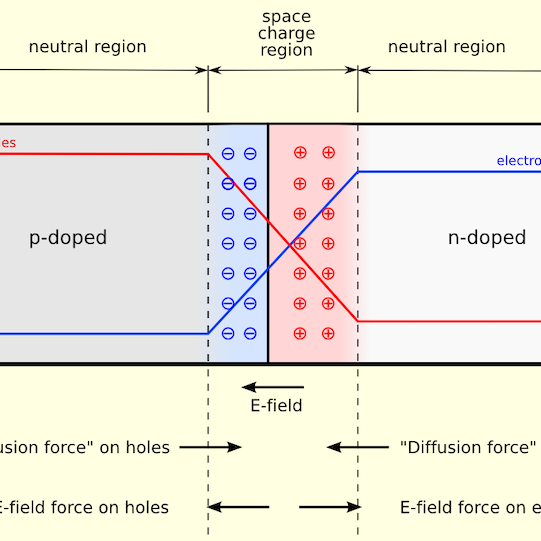 neutral region
space
charge
region
neutral region
es
electro
p-doped
n-doped
E-field
usion force" on holes
"Diffusion force"
E-field force on holes
E-field force on e